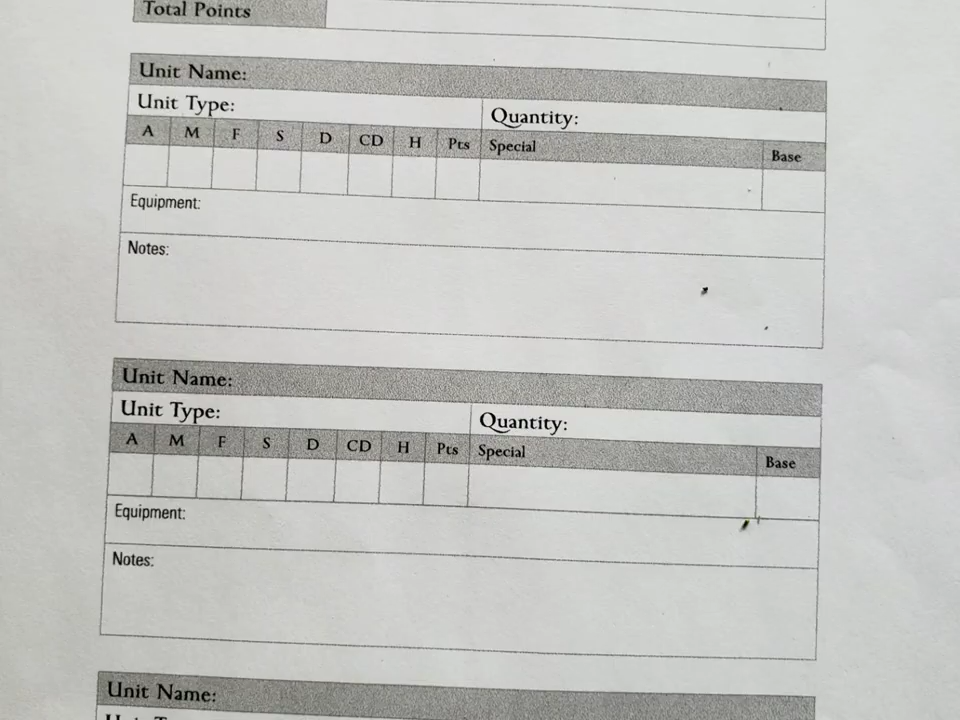 Total Points
Unit Name:
Unit Type: Quantity:
A M F S D CD H Pts Special Base
Equipment:
Notes:
Unit Name:
Unit Type: Quantity:
A M F S D CD H Pts Special Base
Equipment:
Notes:
Unit Name: